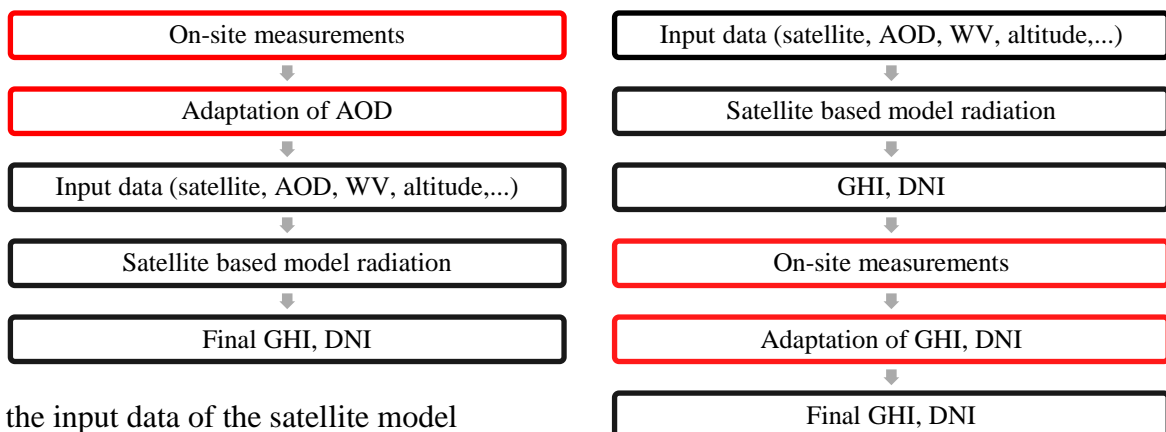 On-site measurements
Adaptation of AOD
Input data (satellite, AOD, WV, altitude,...)
Satellite based model radiation
Final GHI, DNI
the input data of the satellite model
Input data (satellite, AOD, WV, altitude,...)
Satellite based model radiation
GHI, DNI
On-site measurements
Adaptation of GHI, DNI
Final GHI, DNI